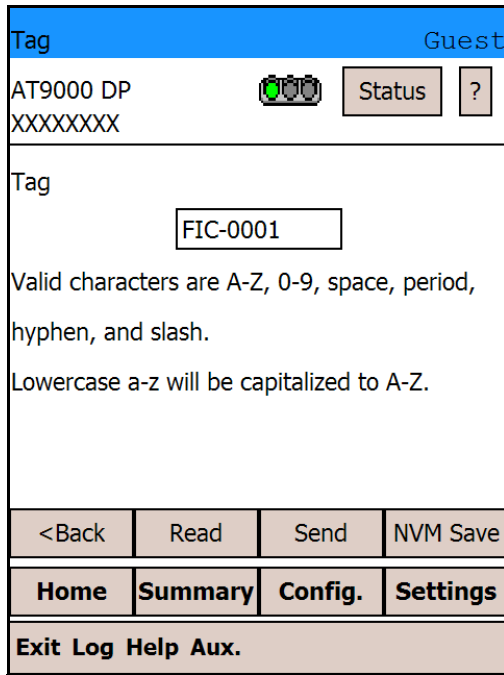 Tag Guest
AT9000 DP Status ?
XXXXXXXX
Tag
FIC-0001
Valid characters are A-Z, 0-9, space, period,
hyphen, and slash.
Lowercase a-z will be capitalized to A-Z.
<Back Read Send NVM Save
Home Summary Config. Settings
Exit Log Help Aux.